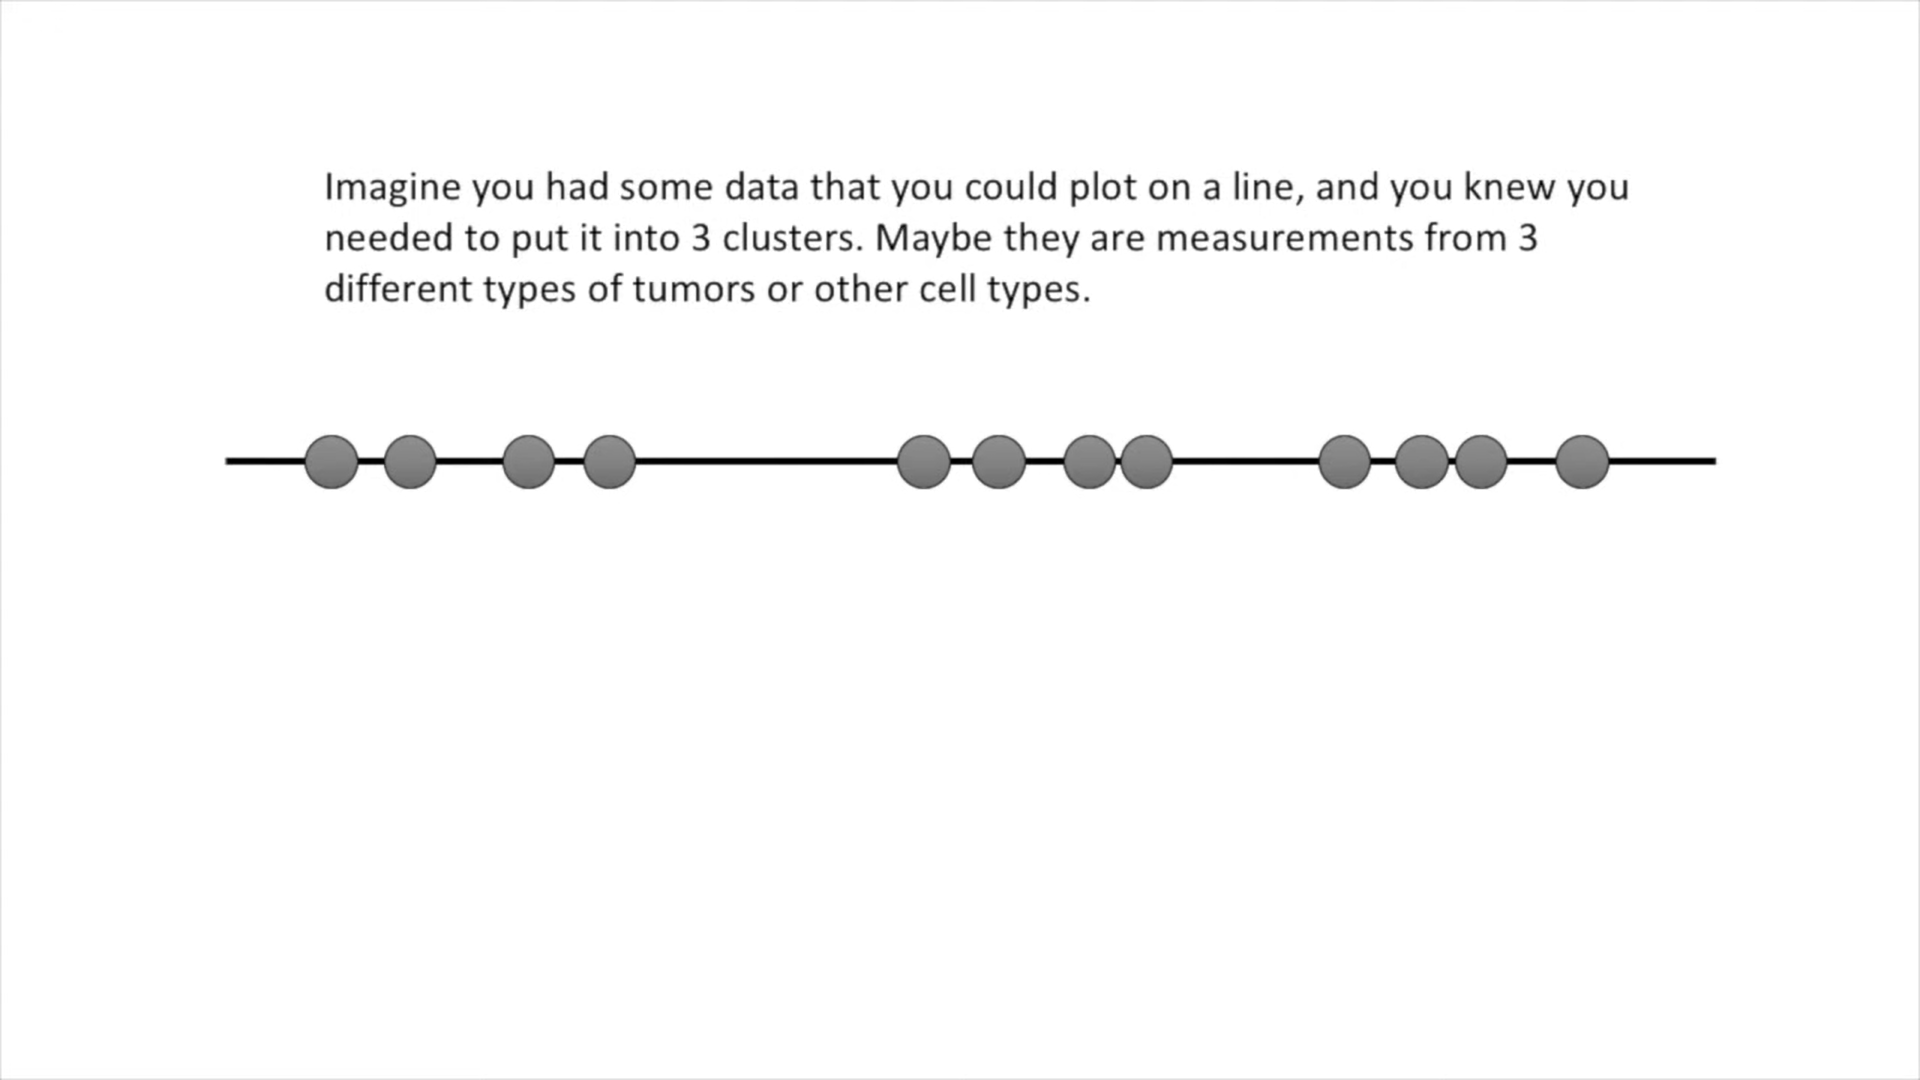 Imagine you had some data that you could plot on a line, and you knew you
needed to put it into 3 clusters. Maybe they are measurements from 3
different types of tumors or other cell types.